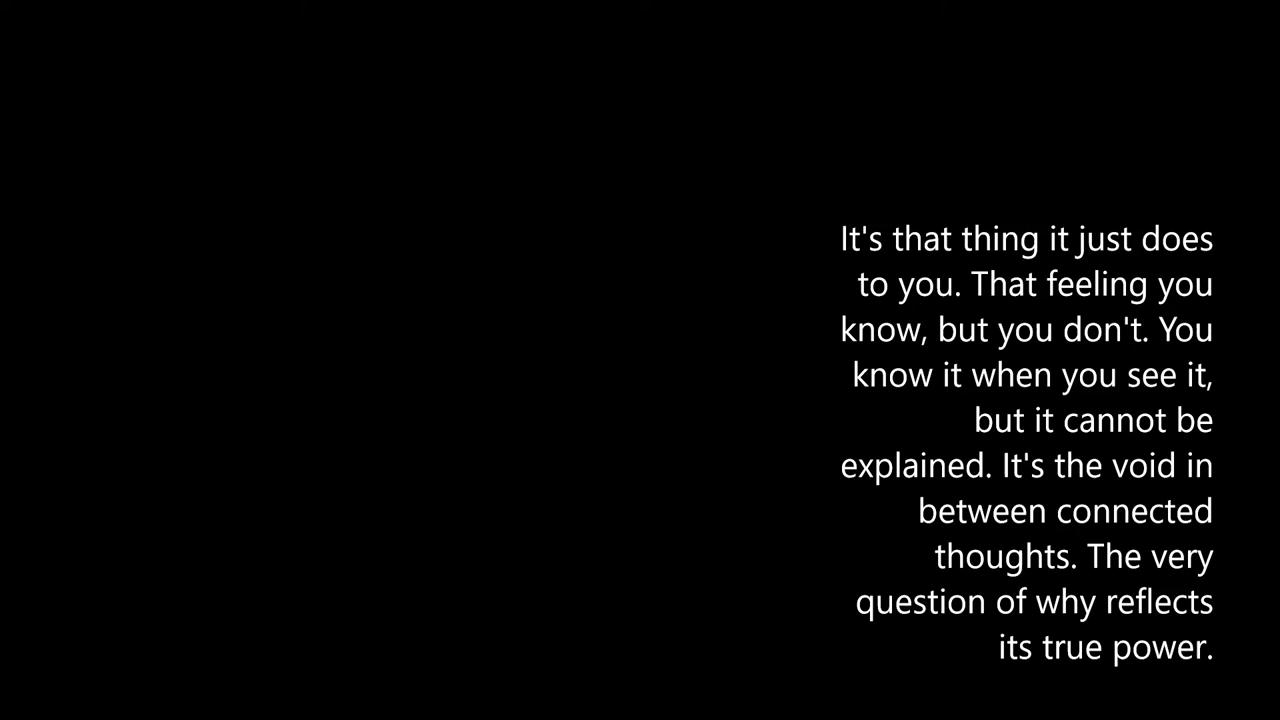 It's that thing it just does
to you. That feeling you
know, but you don't. You
know it when you see it,
but it cannot be
explained. It's the void in
between connected
thoughts. The very
question of why reflects
its true power.